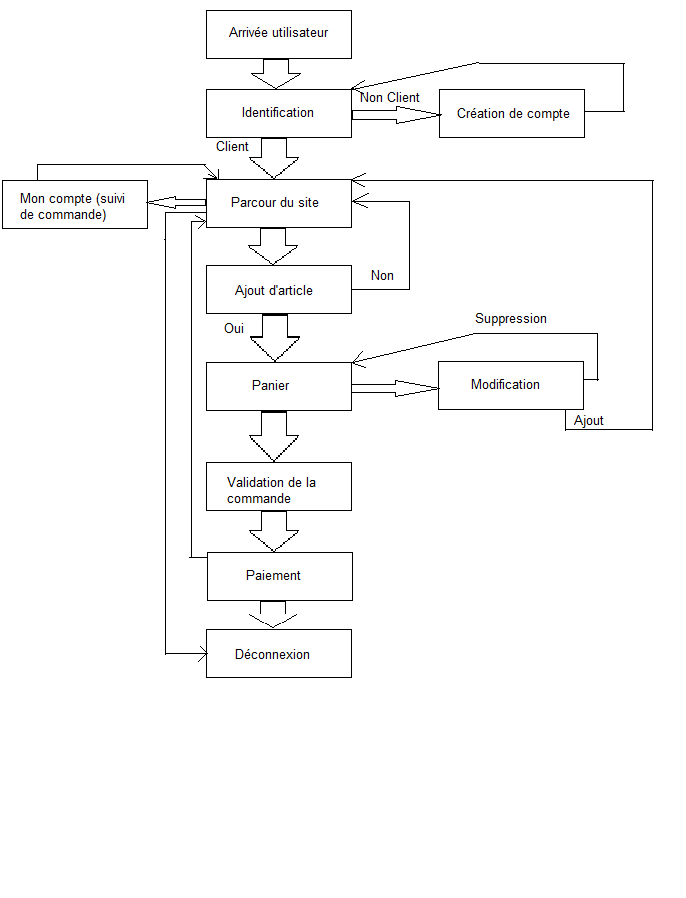 Arrivée utilisateur
Identification
Non Client
Création de compte
Client
Mon compte (suivi
de commande)
Parcour du site
Ajout d'article
Non
Oui
Suppression
Panier
Modification
Ajout
Validation de la
commande
Paiement
Déconnexion